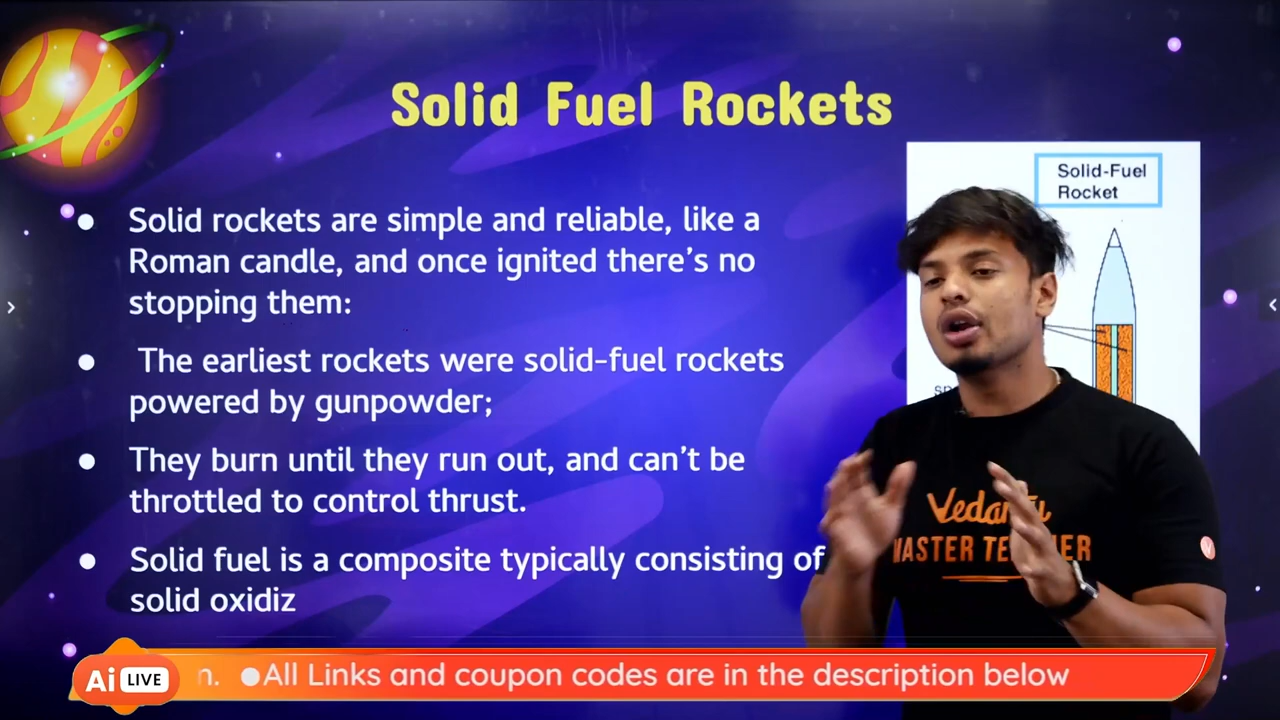 Solid Fuel Rockets
Solid-Fuel
Rocket
● Solid rockets are simple and reliable, like a
Roman candle, and once ignited there's no
stopping them:
● The earliest rockets were solid-fuel rockets
powered by gunpowder;
● They burn until they run out, and can't be
throttled to control thrust.
● Solid fuel is a composite typically consisting of
solid oxidiz
MASTER TE ER
Ai LIVE n. ●All Links and coupon codes are in the description below